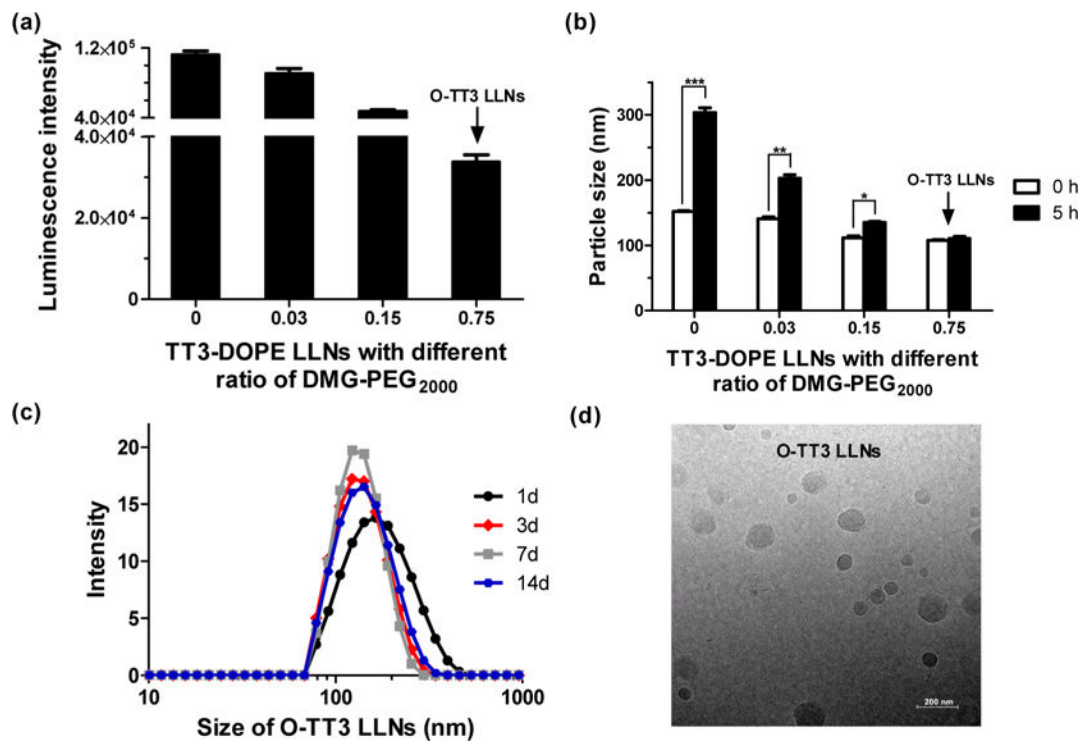 (a)
Luminescence intensity
1.2×10⁵
4.0×10⁴
4.0×10⁴
2.0×10⁴
0
O-TT3 LLNs
0 0.03 0.15 0.75
TT3-DOPE LLNs with different
ratio of DMG-PEG₂₀₀₀
(b)
Particle size (nm)
300
200
100
0
***
**
*
O-TT3 LLNs
0 h
5 h
0 0.03 0.15 0.75
TT3-DOPE LLNs with different
ratio of DMG-PEG₂₀₀₀
(c)
Intensity
20
15
10
5
0
1d
3d
7d
14d
10 100 1000
Size of O-TT3 LLNs (nm)
(d)
O-TT3 LLNs
200 nm